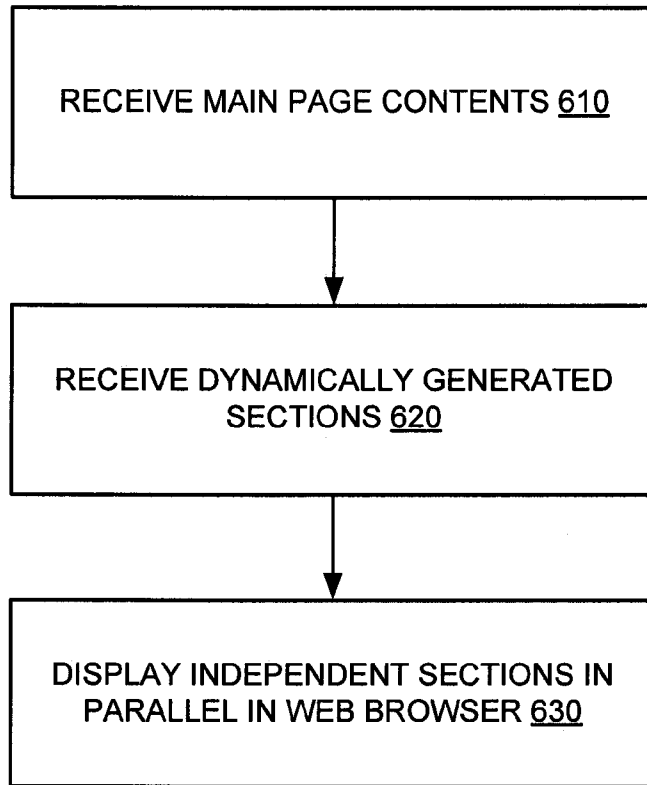 RECEIVE MAIN PAGE CONTENTS 610
RECEIVE DYNAMICALLY GENERATED
SECTIONS 620
DISPLAY INDEPENDENT SECTIONS IN
PARALLEL IN WEB BROWSER 630